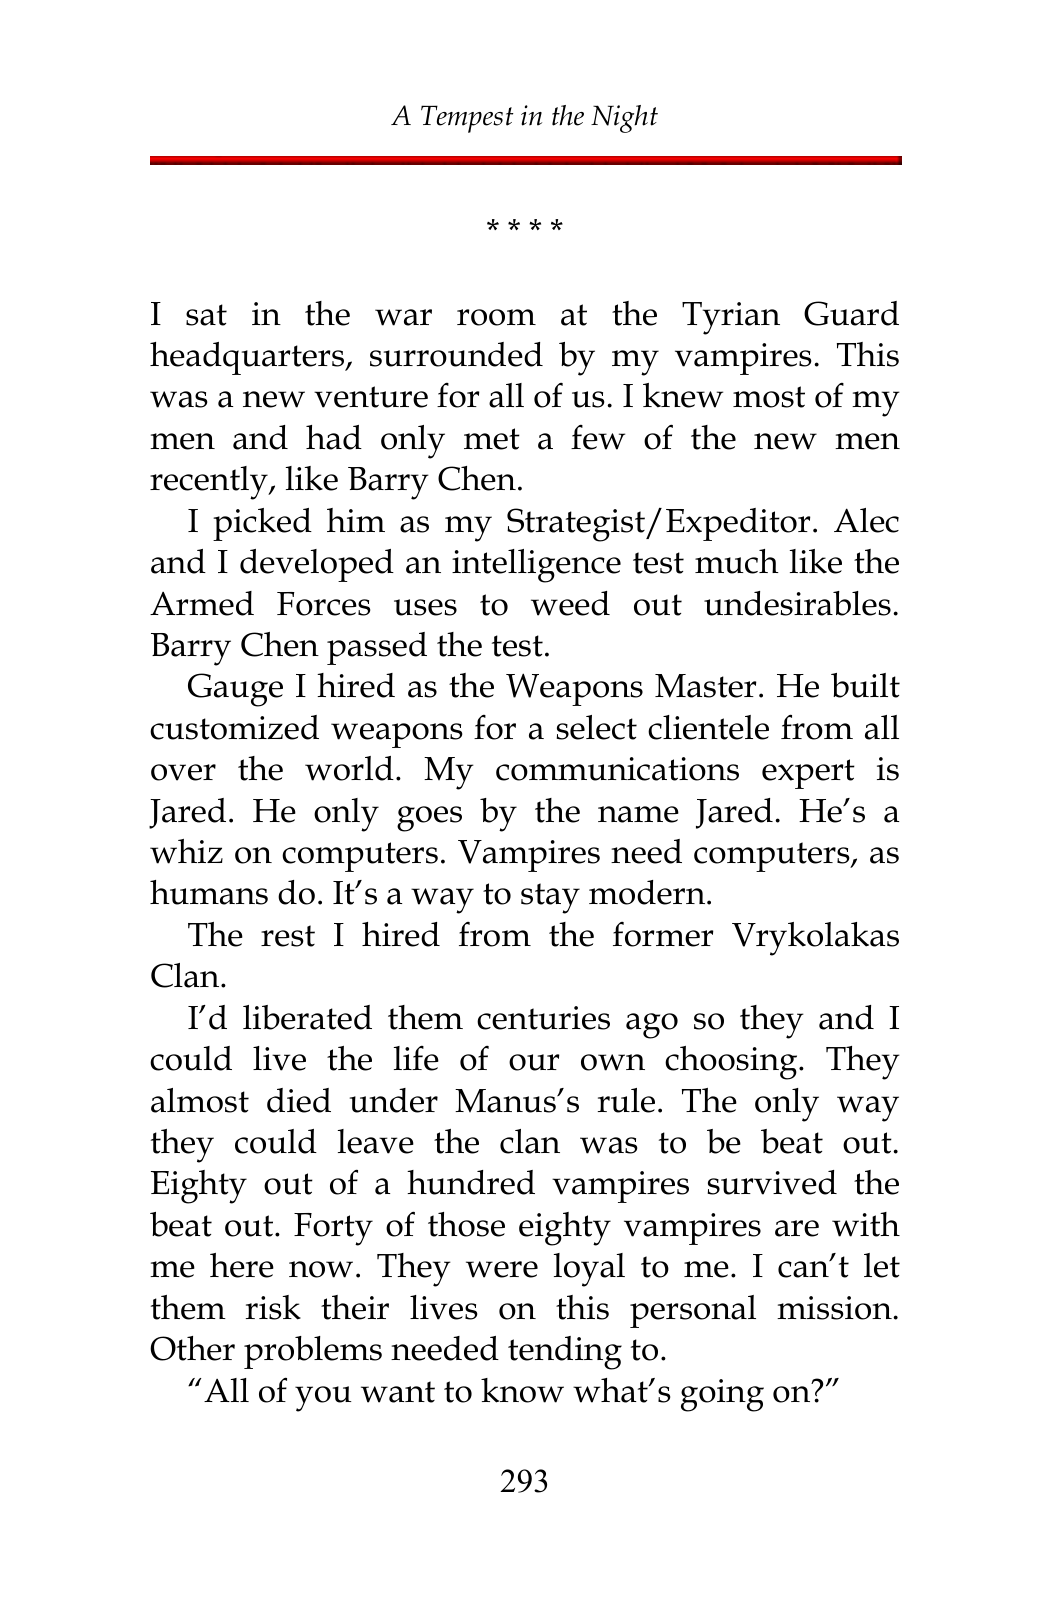 A Tempest in the Night
* * * *
I sat in the war room at the Tyrian Guard
headquarters, surrounded by my vampires. This
was a new venture for all of us. I knew most of my
men and had only met a few of the new men
recently, like Barry Chen.
I picked him as my Strategist/Expeditor. Alec
and I developed an intelligence test much like the
Armed Forces uses to weed out undesirables.
Barry Chen passed the test.
Gauge I hired as the Weapons Master. He built
customized weapons for a select clientele from all
over the world. My communications expert is
Jared. He only goes by the name Jared. He’s a
whiz on computers. Vampires need computers, as
humans do. It’s a way to stay modern.
The rest I hired from the former Vrykolakas
Clan.
I’d liberated them centuries ago so they and I
could live the life of our own choosing. They
almost died under Manus’s rule. The only way
they could leave the clan was to be beat out.
Eighty out of a hundred vampires survived the
beat out. Forty of those eighty vampires are with
me here now. They were loyal to me. I can’t let
them risk their lives on this personal mission.
Other problems needed tending to.
“All of you want to know what’s going on?”
293